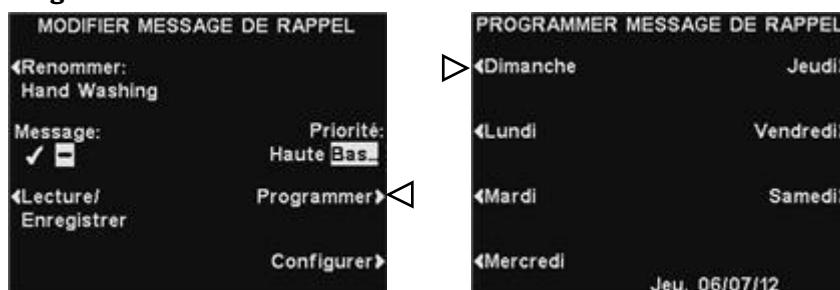 MODIFIER MESSAGE DE RAPPEL
Renommer:
Hand Washing
Message:
Priorité:
Haute Bas…
Lecture/
Enregistrer
Programmer
Configurer
PROGRAMMER MESSAGE DE RAPPEL
Dimanche
Jeudi
Lundi
Vendredi
Mardi
Samedi
Mercredi
Jeu. 06/07/12